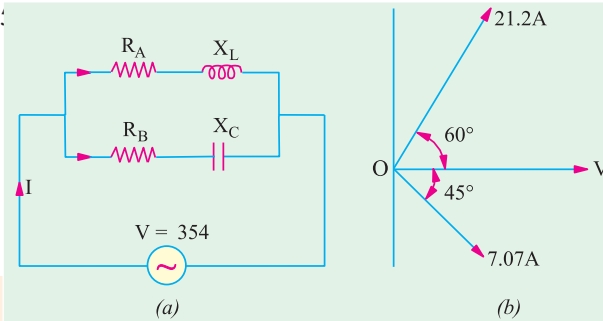 R_A X_L
R_B X_C
I
V = 354
(a)
21.2A
60°
O V
45°
7.07A
(b)